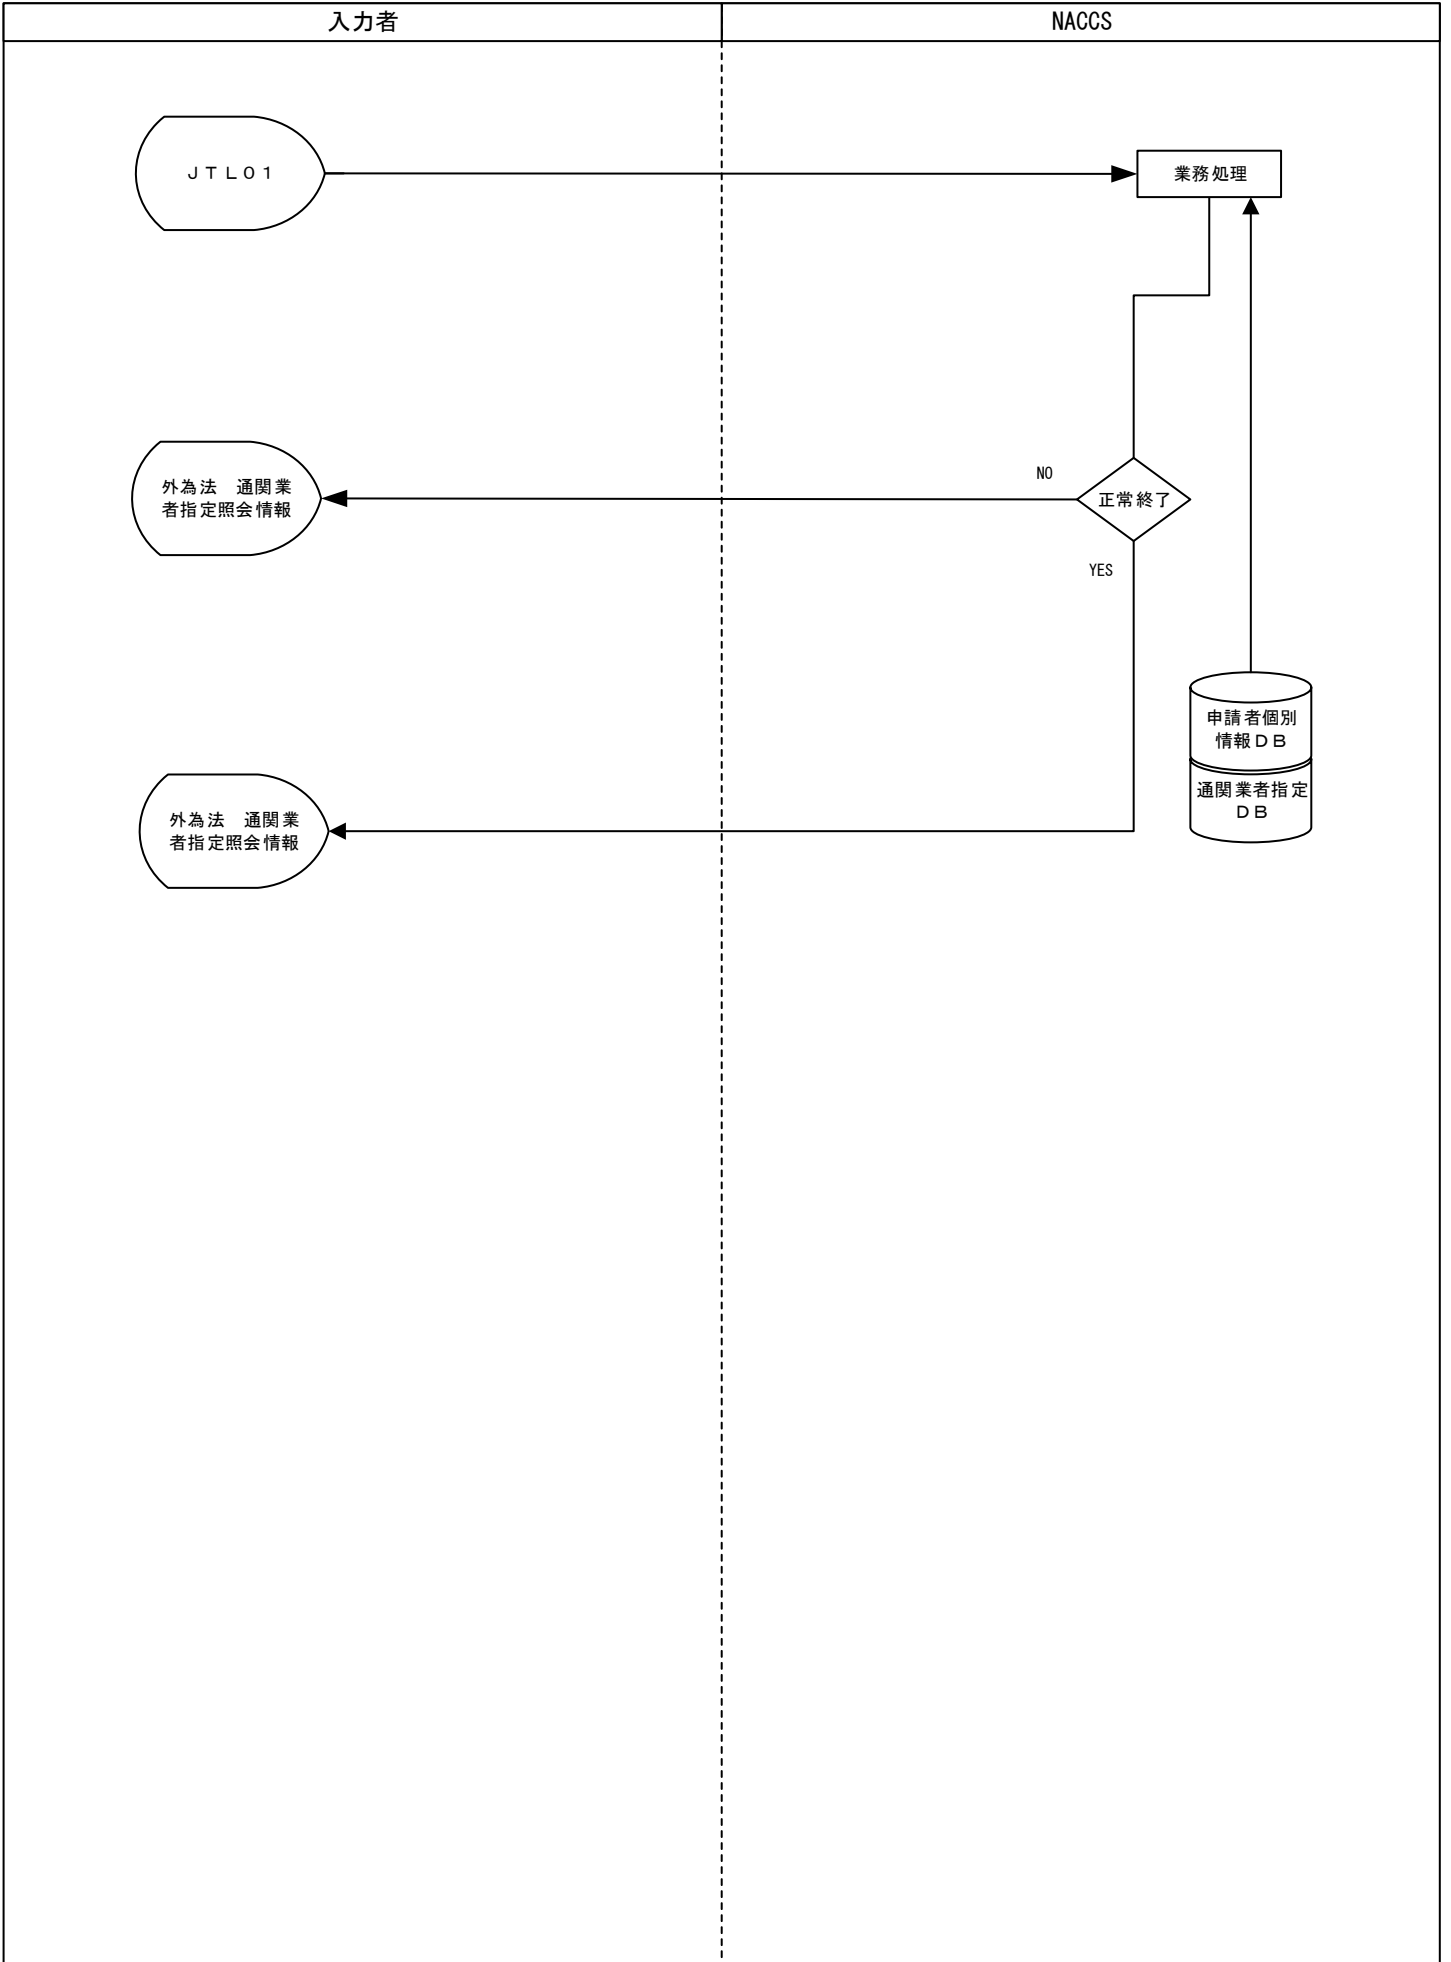 入力者
NACCS
ＪＴＬ０１
業務処理
外為法　通関業
者指定照会情報
NO
正常終了
YES
申請者個別
情報ＤＢ
通関業者指定
ＤＢ
外為法　通関業
者指定照会情報